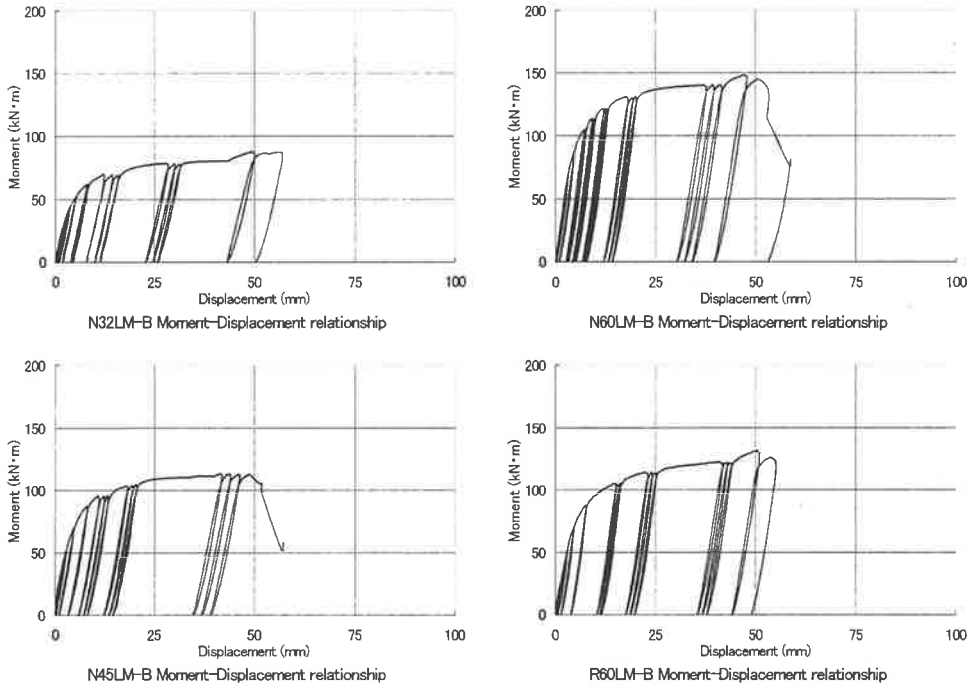 200
150
100
50
0
Moment (kN·m)
0 25 50 75 100
Displacement (mm)
N32LM-B Moment-Displacement relationship
200
150
100
50
0
Moment (kN·m)
0 25 50 75 100
Displacement (mm)
N60LM-B Moment-Displacement relationship
200
150
100
50
0
Moment (kN·m)
0 25 50 75 100
Displacement (mm)
N45LM-B Moment-Displacement relationship
200
150
100
50
0
Moment (kN·m)
0 25 50 75 100
Displacement (mm)
R60LM-B Moment-Displacement relationship